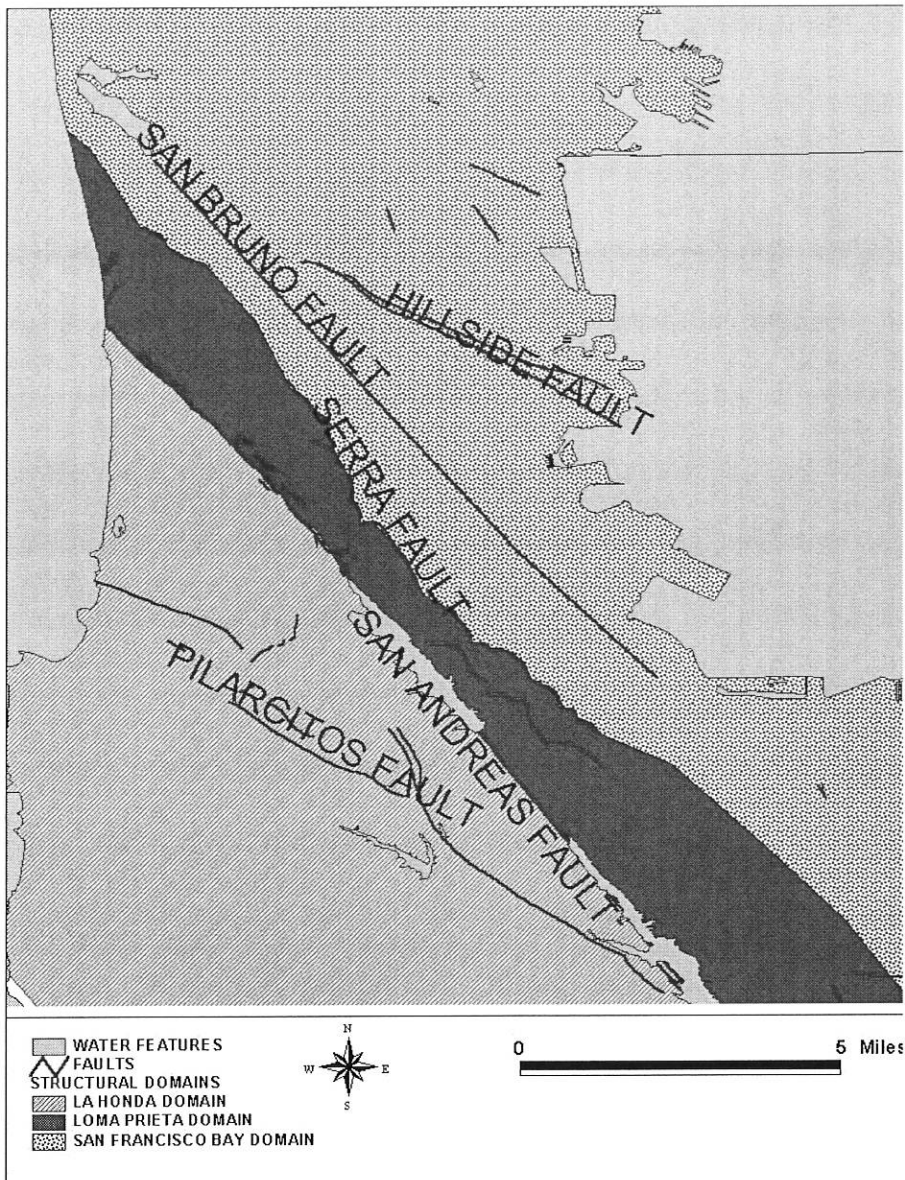 SAN BRUNO FAULT
HILLSIDE FAULT
SERRA FAULT
SAN ANDREAS FAULT
PILARCITOS FAULT
WATER FEATURES
FAULTS
STRUCTURAL DOMAINS
LA HONDA DOMAIN
LOMA PRIETA DOMAIN
SAN FRANCISCO BAY DOMAIN
N
W E
S
0 5 Miles